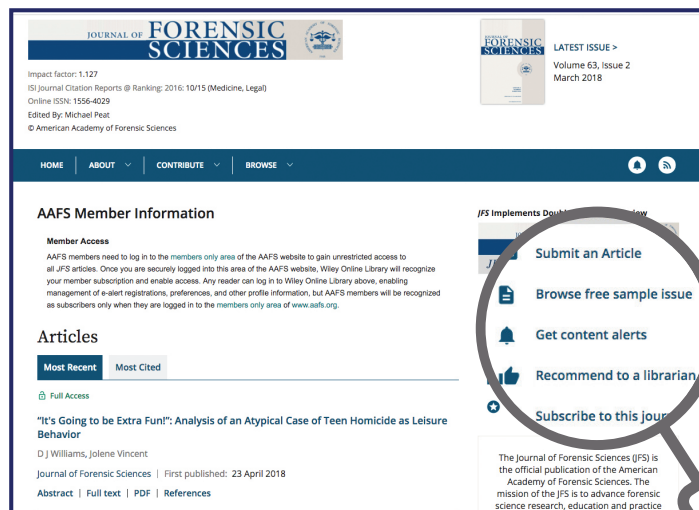 JOURNAL OF FORENSIC
SCIENCES
Impact factor: 1.127
ISI Journal Citation Reports @ Ranking: 2016: 10/15 (Medicine, Legal)
Online ISSN: 1556-4029
Edited By: Michael Peat
© American Academy of Forensic Sciences
FORENSIC
SCIENCES
LATEST ISSUE >
Volume 63, Issue 2
March 2018
HOME
ABOUT
CONTRIBUTE
BROWSE
AAFS Member Information
Member Access
AAFS members need to log in to the members only area of the AAFS website to gain unrestricted access to
all JFS articles. Once you are securely logged into this area of the AAFS website, Wiley Online Library will recognize
your member subscription and enable access. Any reader can log in to Wiley Online Library above, enabling
management of e-alert registrations, preferences, and other profile information, but AAFS members will be recognized
as subscribers only when they are logged in to the members only area of www.aafs.org.
Articles
Most Recent
Most Cited
Full Access
"It's Going to be Extra Fun!": Analysis of an Atypical Case of Teen Homicide as Leisure
Behavior
D J Williams, Jolene Vincent
Journal of Forensic Sciences | First published: 23 April 2018
Abstract | Full text | PDF | References
JFS Implements
Submit an Article
Browse free sample issue
Get content alerts
Recommend to a librarian
Subscribe to this jour
The Journal of Forensic Sciences (JFS) is
the official publication of the American
Academy of Forensic Sciences. The
mission of the JFS is to advance forensic
science research, education and practice